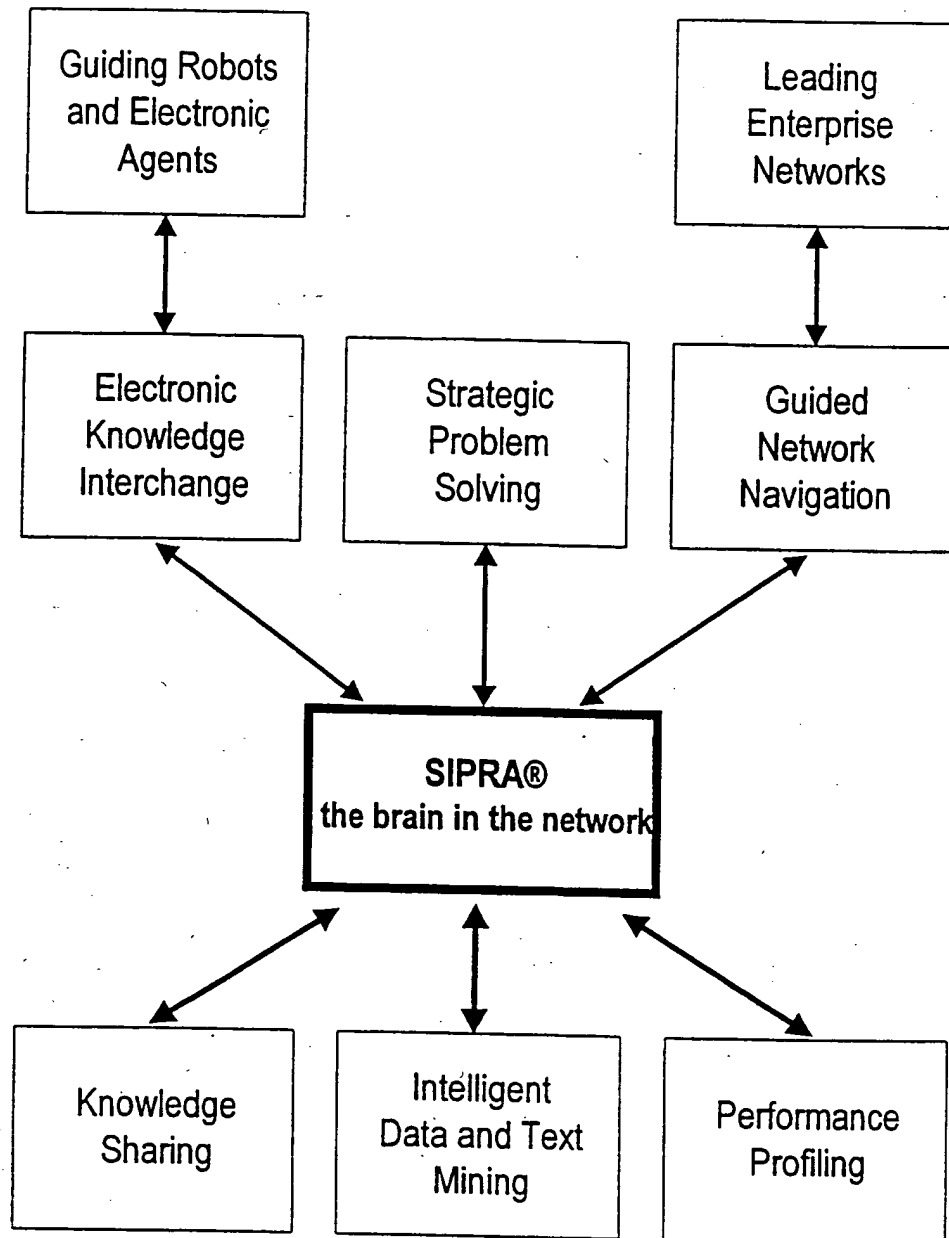 Guiding Robots
and Electronic
Agents
Leading
Enterprise
Networks
Electronic
Knowledge
Interchange
Strategic
Problem
Solving
Guided
Network
Navigation
SIPRA®
the brain in the network
Knowledge
Sharing
Intelligent
Data and Text
Mining
Performance
Profiling